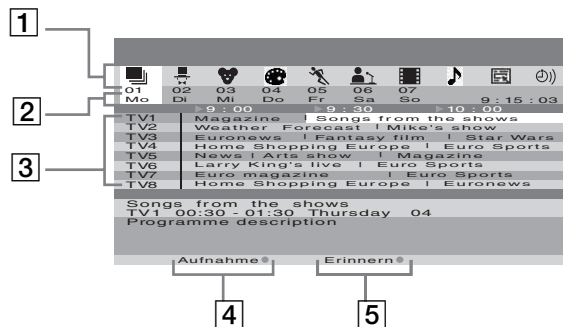 1
01 02 03 04 05 06 07
2
Mo Di Mi Do Fr Sa So 9:15:03
9:00 9:30 10:00
3
TV1 Magazine Songs from the shows
TV2 Weather Forecast Mike's show
TV3 Euronews Fantasy film Star Wars
TV4 Home Shopping Europe Euro Sports
TV5 News Arts show Magazine
TV6 Larry King's live Euro Sports
TV7 Euro magazine Euro Sports
TV8 Home Shopping Europe Euronews
Songs from the shows
TV1 00:30 - 01:30 Thursday 04
Programme description
Aufnahme Erinnern
4 5